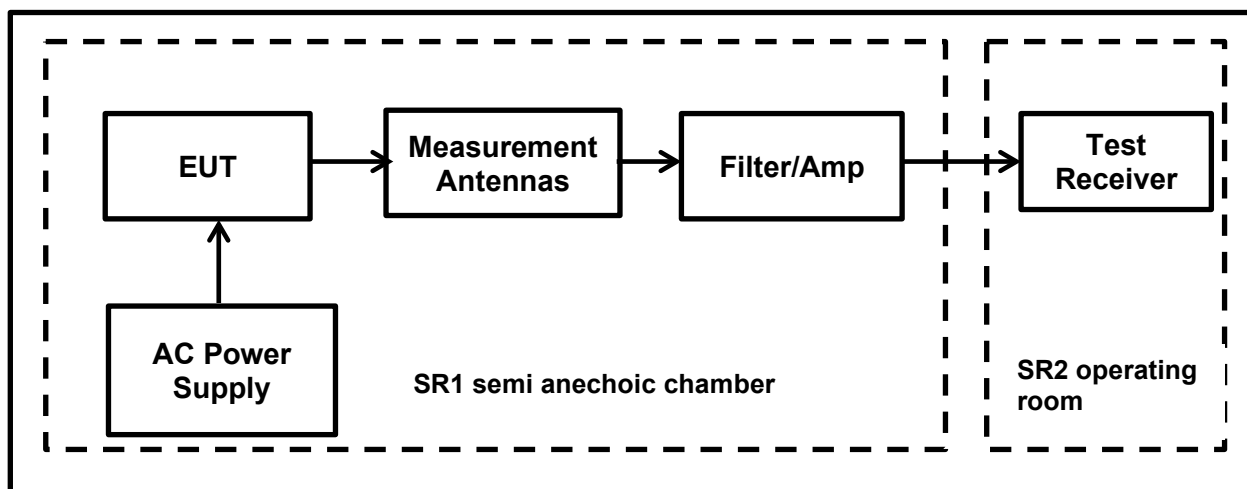 EUT
Measurement
Antennas
Filter/Amp
Test
Receiver
AC Power
Supply
SR1 semi anechoic chamber
SR2 operating
room